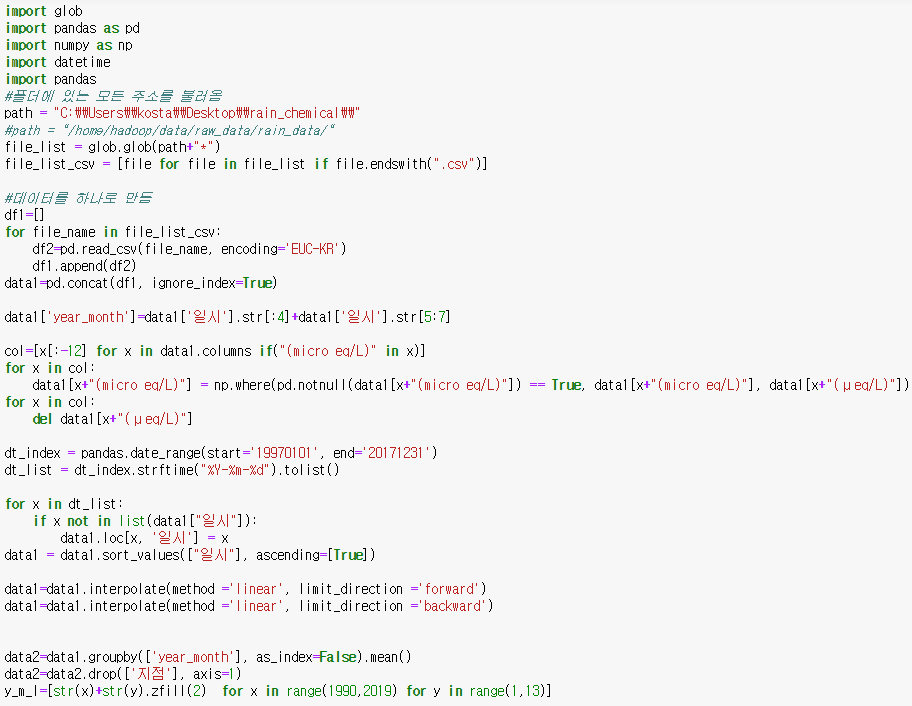 import glob
import pandas as pd
import numpy as np
import datetime
import pandas
#폴더에 있는 모든 주소를 불러옴
path = "C:₩₩Users₩₩kosta₩₩Desktop₩₩rain_chemical₩₩"
#path = "/home/hadoop/data/raw_data/rain_data/"
file_list = glob.glob(path+"*")
file_list_csv = [file for file in file_list if file.endswith(".csv")]
#데이터를 하나로 만듬
df1=[]
for file_name in file_list_csv:
    df2=pd.read_csv(file_name, encoding='EUC-KR')
    df1.append(df2)
data1=pd.concat(df1, ignore_index=True)
data1['year_month']=data1['일시'].str[:4]+data1['일시'].str[5:7]
col=[x[:-12] for x in data1.columns if("(micro eq/L)" in x)]
for x in col:
    data1[x+"(micro eq/L)"] = np.where(pd.notnull(data1[x+"(micro eq/L)"]) == True, data1[x+"(micro eq/L)"], data1[x+"(μeq/L)"])
for x in col:
    del data1[x+"(μeq/L)"]
dt_index = pandas.date_range(start='19970101', end='20171231')
dt_list = dt_index.strftime("%Y-%m-%d").tolist()
for x in dt_list:
    if x not in list(data1["일시"]):
        data1.loc[x, '일시'] = x
data1 = data1.sort_values(["일시"], ascending=[True])
data1=data1.interpolate(method ='linear', limit_direction ='forward')
data1=data1.interpolate(method ='linear', limit_direction ='backward')
data2=data1.groupby(['year_month'], as_index=False).mean()
data2=data2.drop(['지점'], axis=1)
y_m_l=[str(x)+str(y).zfill(2)  for x in range(1990,2019) for y in range(1,13)]